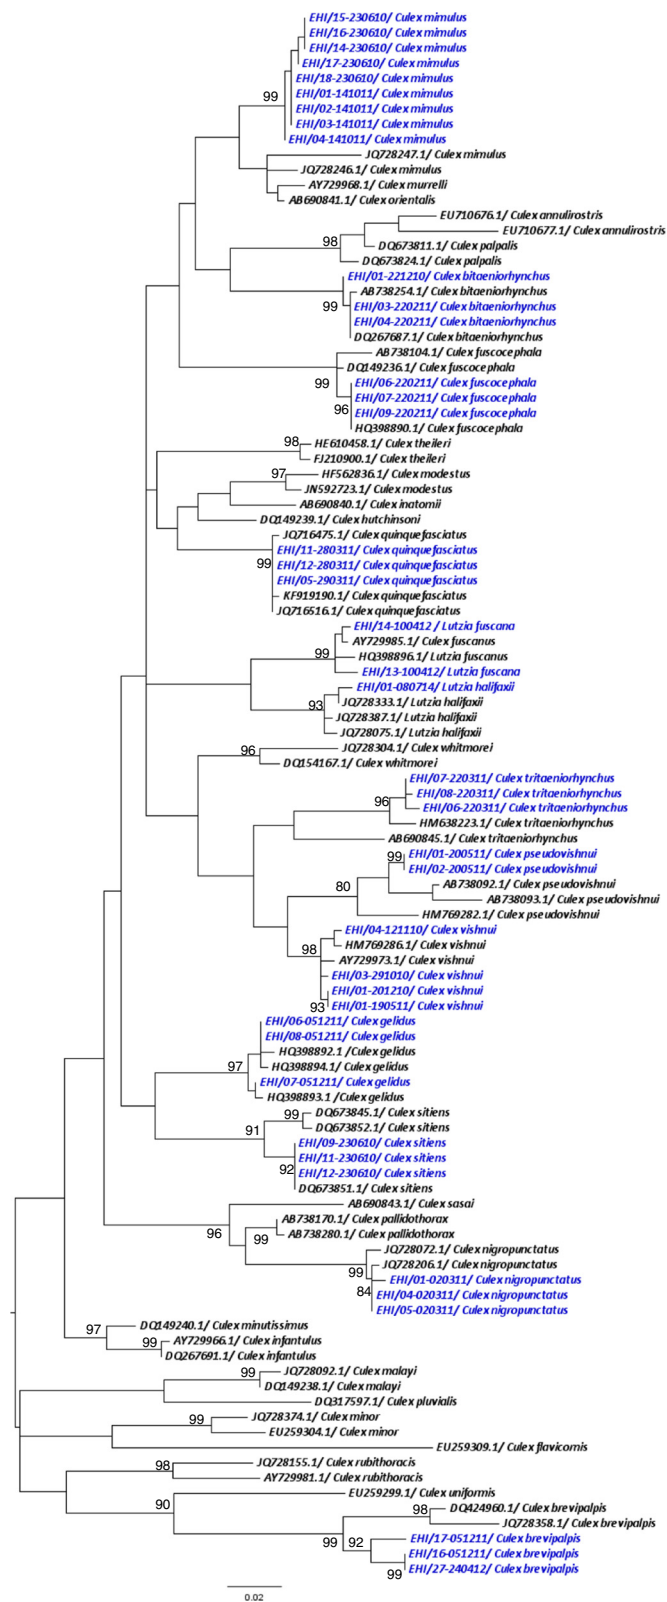 EHI/15-230610/ Culex mimulus
EHI/16-230610/ Culex mimulus
EHI/14-230610/ Culex mimulus
EHI/17-230610/ Culex mimulus
EHI/18-230610/ Culex mimulus
99
EHI/01-141011/ Culex mimulus
EHI/02-141011/ Culex mimulus
EHI/03-141011/ Culex mimulus
EHI/04-141011/ Culex mimulus
JQ728247.1/ Culex mimulus
JQ728246.1/ Culex mimulus
AY729968.1/ Culex murrelli
AB690841.1/ Culex orientalis
EU710676.1/ Culex annulirostris
EU710677.1/ Culex annulirostris
98
DQ673811.1/ Culex palpalis
DQ673824.1/ Culex palpalis
EHI/01-221210/ Culex bitaeniorhynchus
AB738254.1/ Culex bitaeniorhynchus
99
EHI/03-220211/ Culex bitaeniorhynchus
EHI/04-220211/ Culex bitaeniorhynchus
DQ267687.1/ Culex bitaeniorhynchus
AB738104.1/ Culex fuscocephala
DQ149236.1/ Culex fuscocephala
99
EHI/06-220211/ Culex fuscocephala
EHI/07-220211/ Culex fuscocephala
96
EHI/09-220211/ Culex fuscocephala
HQ398890.1/ Culex fuscocephala
98
HE610458.1/ Culex theileri
FJ210900.1/ Culex theileri
97
HF562836.1/ Culex modestus
JN592723.1/ Culex modestus
AB690840.1/ Culex inatomii
DQ149239.1/ Culex hutchinsoni
JQ716475.1/ Culex quinquefasciatus
EHI/11-280311/ Culex quinquefasciatus
99
EHI/12-280311/ Culex quinquefasciatus
EHI/05-290311/ Culex quinquefasciatus
KF919190.1/ Culex quinquefasciatus
JQ716516.1/ Culex quinquefasciatus
EHI/14-100412 / Lutzia fuscana
AY729985.1/ Culex fuscanus
99
HQ398896.1/ Lutzia fuscanus
EHI/13-100412/ Lutzia fuscana
EHI/01-080714/ Lutzia halifaxii
93
JQ728333.1/ Lutzia halifaxii
JQ728387.1/ Lutzia halifaxii
JQ728075.1/ Lutzia halifaxii
96
JQ728304.1/ Culex whitmorei
DQ154167.1/ Culex whitmorei
EHI/07-220311/ Culex tritaeniorhynchus
EHI/08-220311/ Culex tritaeniorhynchus
96
EHI/06-220311/ Culex tritaeniorhynchus
HM638223.1/ Culex tritaeniorhynchus
AB690845.1/ Culex tritaeniorhynchus
99
EHI/01-200511/ Culex pseudovishnui
EHI/02-200511/ Culex pseudovishnui
80
AB738092.1/ Culex pseudovishnui
AB738093.1/ Culex pseudovishnui
HM769282.1/ Culex pseudovishnui
EHI/04-121110/ Culex vishnui
98
HM769286.1/ Culex vishnui
AY729973.1/ Culex vishnui
EHI/03-291010/ Culex vishnui
EHI/01-201210/ Culex vishnui
93
EHI/01-190511/ Culex vishnui
EHI/06-051211/ Culex gelidus
EHI/08-051211/ Culex gelidus
HQ398892.1 /Culex gelidus
97
HQ398894.1/ Culex gelidus
EHI/07-051211/ Culex gelidus
HQ398893.1 /Culex gelidus
99
DQ673845.1/ Culex sitiens
91
DQ673852.1/ Culex sitiens
EHI/09-230610/ Culex sitiens
EHI/11-230610/ Culex sitiens
92
EHI/12-230610/ Culex sitiens
DQ673851.1/ Culex sitiens
AB690843.1/ Culex sasai
96
AB738170.1/ Culex pallidothorax
99
AB738280.1/ Culex pallidothorax
JQ728072.1/ Culex nigropunctatus
99
JQ728206.1/ Culex nigropunctatus
EHI/01-020311/ Culex nigropunctatus
84
EHI/04-020311/ Culex nigropunctatus
EHI/05-020311/ Culex nigropunctatus
97
DQ149240.1/ Culex minutissimus
99
AY729966.1/ Culex infantulus
DQ267691.1/ Culex infantulus
99
JQ728092.1/ Culex malayi
DQ149238.1/ Culex malayi
DQ317597.1/ Culex pluvialis
99
JQ728374.1/ Culex minor
EU259304.1/ Culex minor
EU259309.1/ Culex flavicornis
98
JQ728155.1/ Culex rubithoracis
AY729981.1/ Culex rubithoracis
90
EU259299.1/ Culex uniformis
98
DQ424960.1/ Culex brevipalpis
JQ728358.1/ Culex brevipalpis
99
92
EHI/17-051211/ Culex brevipalpis
EHI/16-051211/ Culex brevipalpis
99
EHI/27-240412/ Culex brevipalpis
0.02